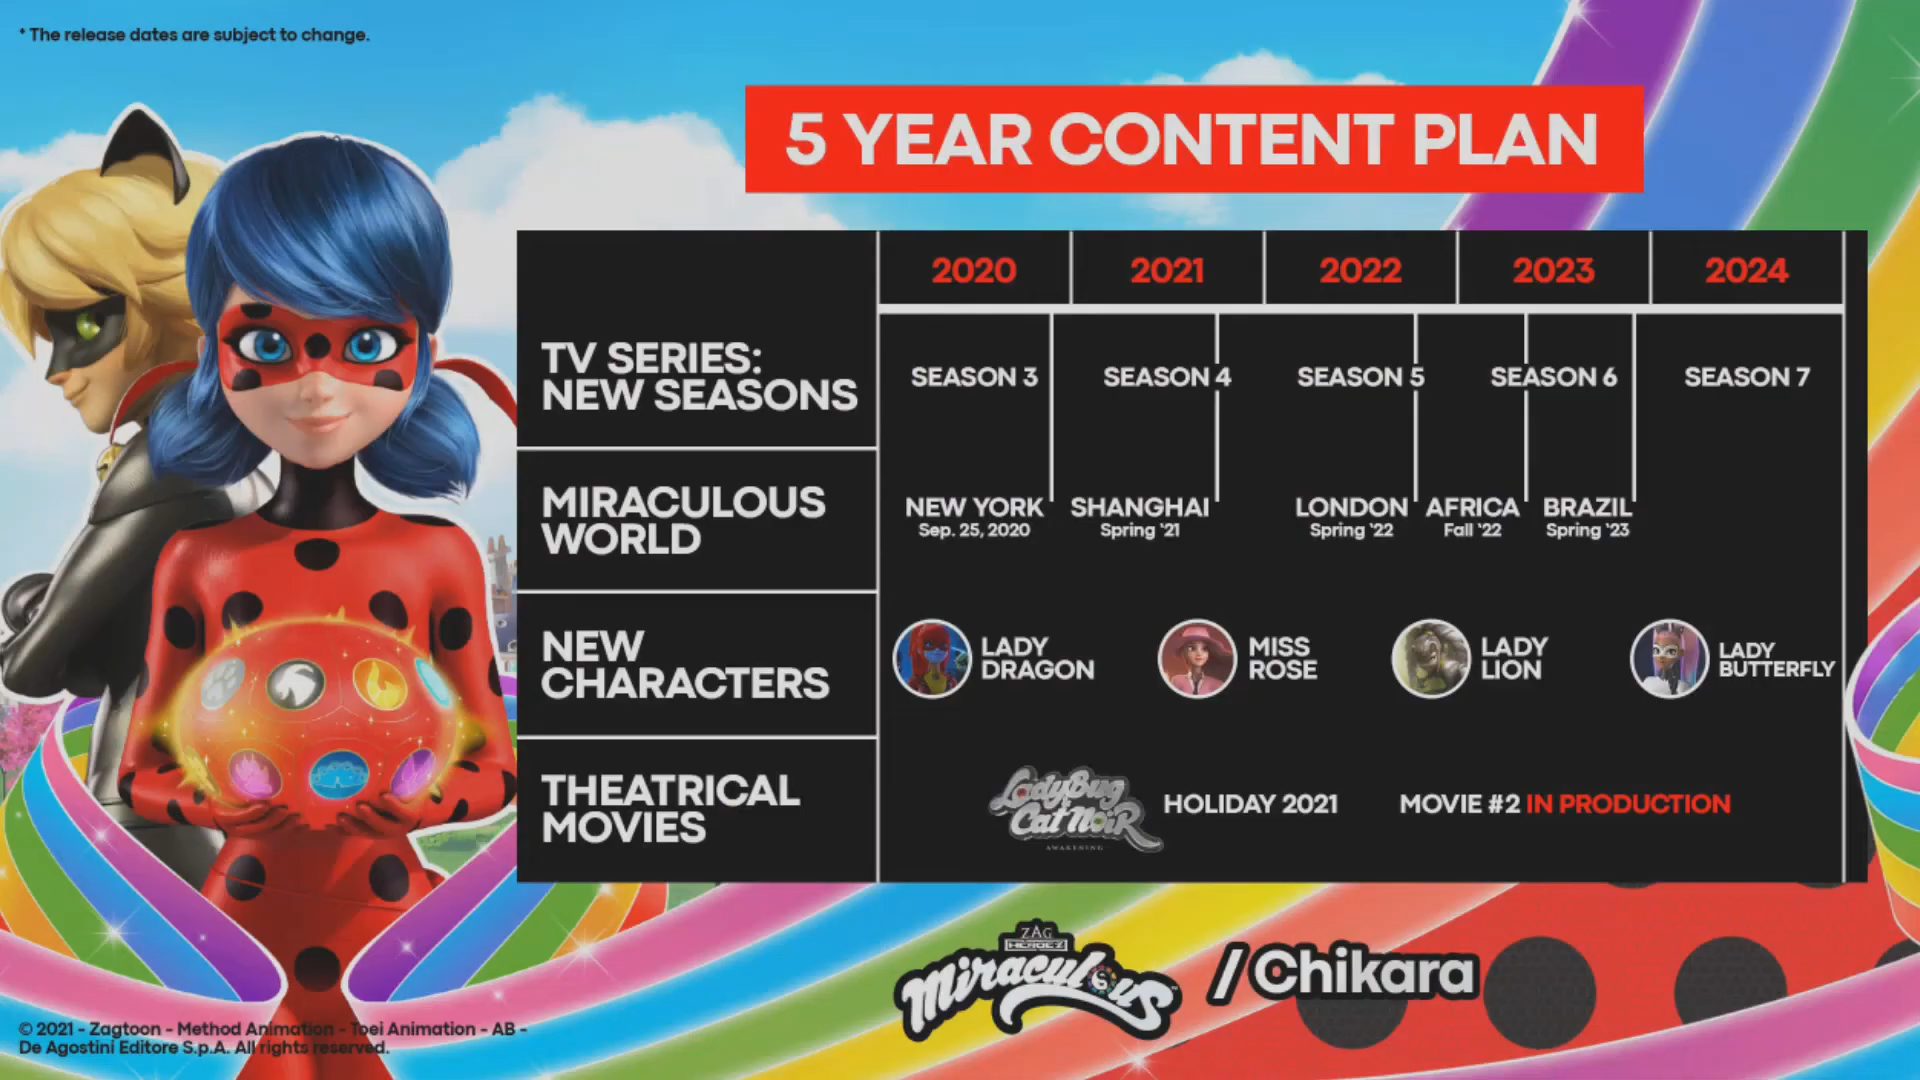 * The release dates are subject to change.
5 YEAR CONTENT PLAN
2020 2021 2022 2023 2024
TV SERIES:
NEW SEASONS
SEASON 3 SEASON 4 SEASON 5 SEASON 6 SEASON 7
MIRACULOUS
WORLD
NEW YORK SHANGHAI LONDON AFRICA BRAZIL
Sep. 25, 2020 Spring '21 Spring '22 Fall '22 Spring '23
NEW
CHARACTERS
LADY
DRAGON
MISS
ROSE
LADY
LION
LADY
BUTTERFLY
THEATRICAL
MOVIES
LadyBug
Cat NoiR
AWAKENING
HOLIDAY 2021
MOVIE #2 IN PRODUCTION
ZAG
HEROEZ
Miraculous
/ Chikara
© 2021 - Zagtoon - Method Animation - Toei Animation - AB -
De Agostini Editore S.p.A. All rights reserved.